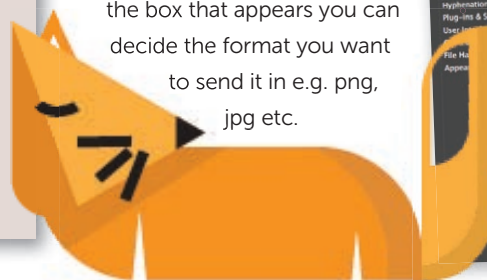 the box that appears you can
decide the format you want
to send it in e.g. png,
jpg etc.
Hyphenation
Plug-ins &
User
File Ha
Appea